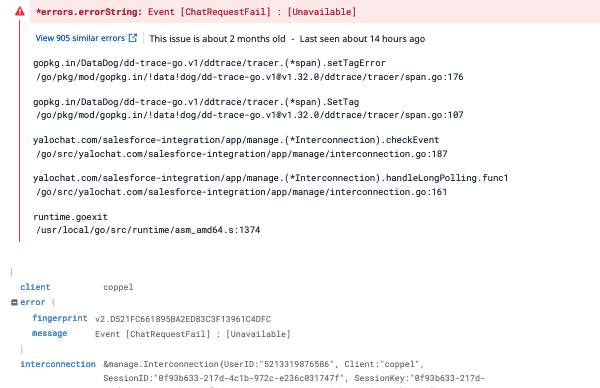 *errors.errorString: Event [ChatRequestFail] : [Unavailable]
View 905 similar errors | This issue is about 2 months old - Last seen about 14 hours ago
gopkg.in/DataDog/dd-trace-go.v1/ddtrace/tracer.(*span).setTagError
/go/pkg/mod/gopkg.in/!data!dog/dd-trace-go.v1@v1.32.0/ddtrace/tracer/span.go:176
gopkg.in/DataDog/dd-trace-go.v1/ddtrace/tracer.(*span).SetTag
/go/pkg/mod/gopkg.in/!data!dog/dd-trace-go.v1@v1.32.0/ddtrace/tracer/span.go:107
yalochat.com/salesforce-integration/app/manage.(*Interconnection).checkEvent
/go/src/yalochat.com/salesforce-integration/app/manage/interconnection.go:187
yalochat.com/salesforce-integration/app/manage.(*Interconnection).handleLongPolling.func1
/go/src/yalochat.com/salesforce-integration/app/manage/interconnection.go:161
runtime.goexit
/usr/local/go/src/runtime/asm_amd64.s:1374
{
client coppel
error {
fingerprint v2.D521FC661895BA2ED83C3F13961C4DFC
message Event [ChatRequestFail] : [Unavailable]
}
interconnection &manage.Interconnection{UserID:"5213319876586", Client:"coppel",
SessionID:"0f93b633-217d-4c1b-972c-e236c031747f", SessionKey:"0f93b633-217d-